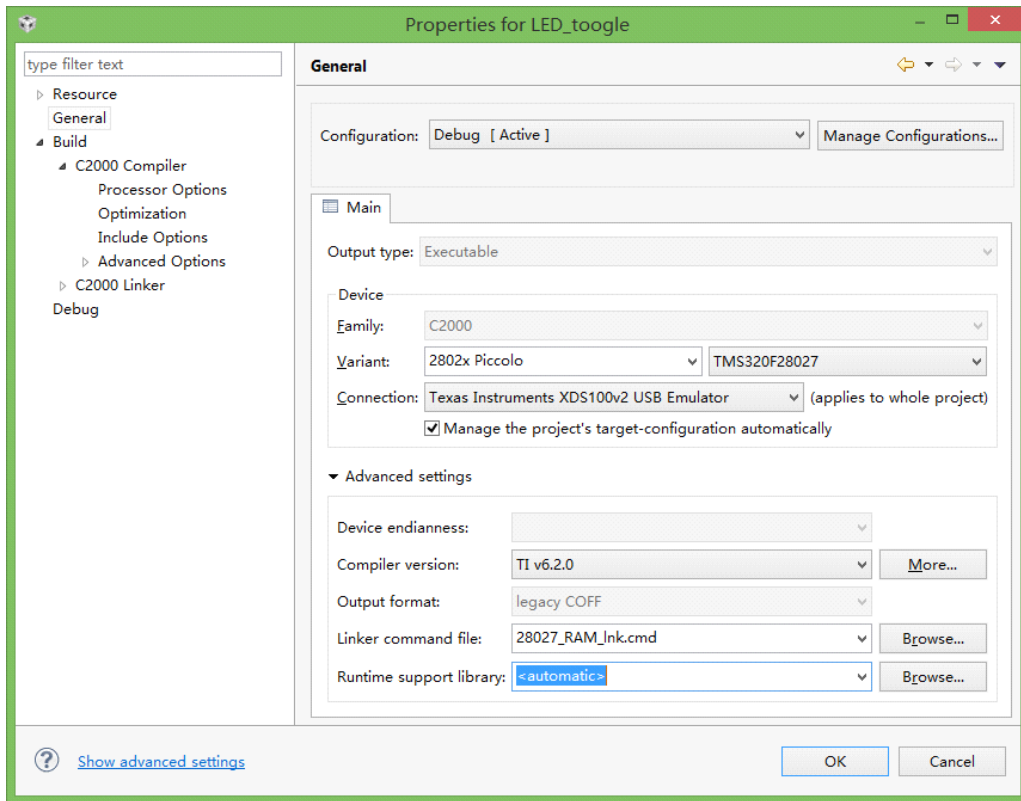 Properties for LED_toogle
type filter text
Resource
General
Build
C2000 Compiler
Processor Options
Optimization
Include Options
Advanced Options
C2000 Linker
Debug
General
Configuration: Debug [ Active ] Manage Configurations...
Main
Output type: Executable
Device
Family: C2000
Variant: 2802x Piccolo TMS320F28027
Connection: Texas Instruments XDS100v2 USB Emulator (applies to whole project)
Manage the project's target-configuration automatically
Advanced settings
Device endianness:
Compiler version: TI v6.2.0 More...
Output format: legacy COFF
Linker command file: 28027_RAM_lnk.cmd Browse...
Runtime support library: <automatic> Browse...
? Show advanced settings OK Cancel